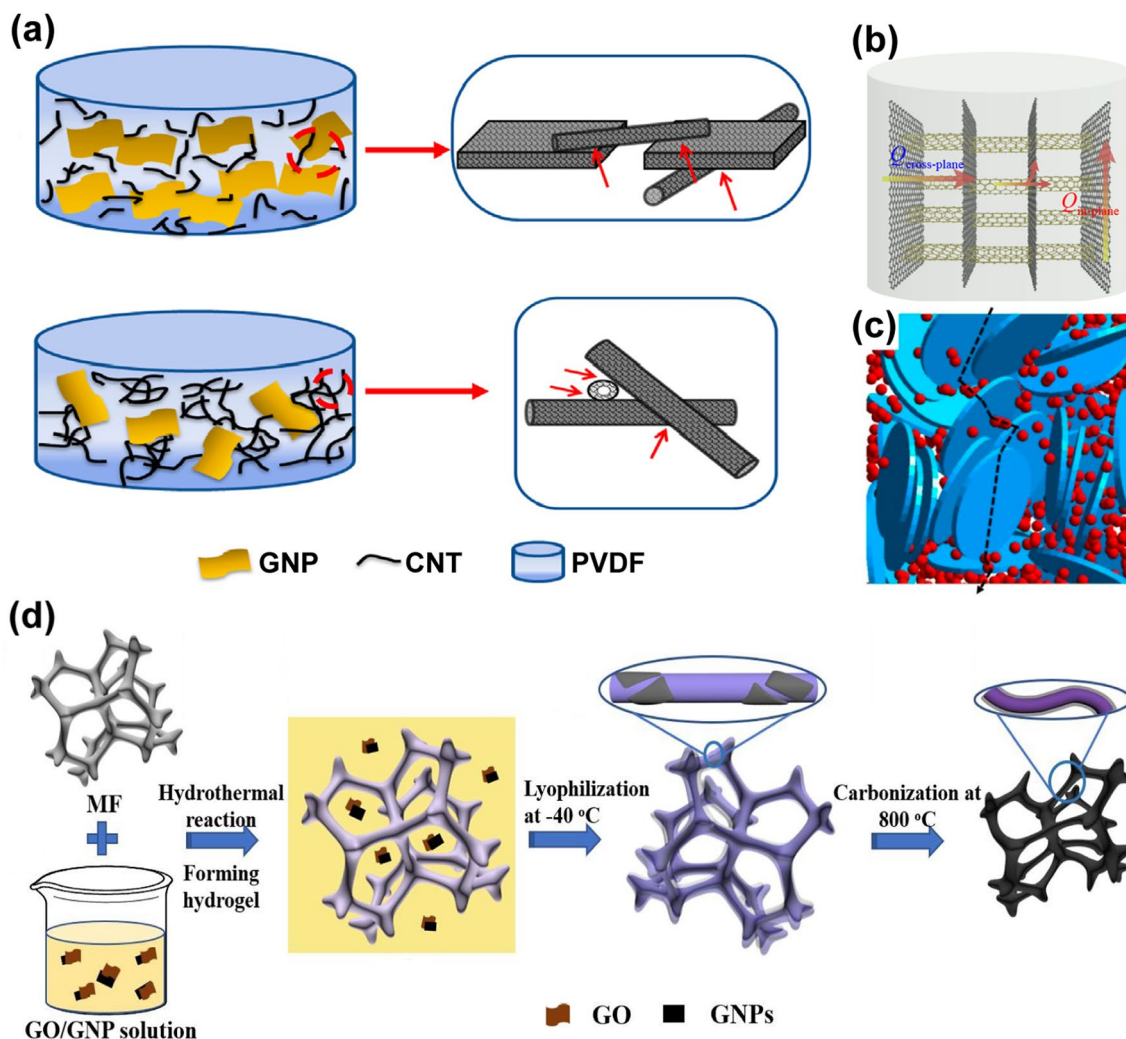 (a)
GNP
CNT
PVDF
(b)
Q cross-plane
Q in-plane
(c)
(d)
MF
GO/GNP solution
Hydrothermal
reaction
Forming
hydrogel
Lyophilization
at -40 °C
Carbonization at
800 °C
GO
GNPs